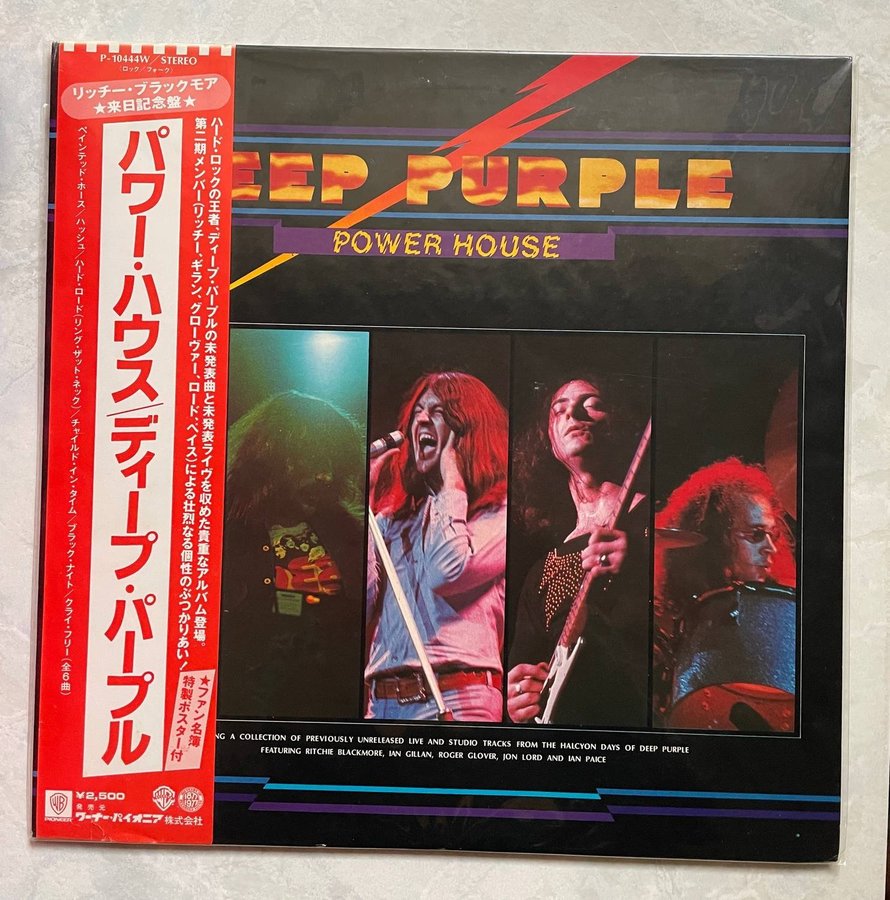 P-10444W/STEREO
(ロック/フォーク)
リッチー・ブラックモア
★来日記念盤★
ハード・ロックの王者、ディープ・パープルの未発表曲と未発表ライヴを収めた貴重なアルバム登場。
第二期メンバー(リッチー、ギラン、グローヴァー、ロード、ペイス)による壮烈なる個性のぶつかりあい!
パワー・ハウス/ディープ・パープル
ペインテッド・ホース/ハッシュ/ハード・ロード(リング・ザット・ネック)/チャイルド・イン・タイム/ブラック・ナイト/クライ・フリー(全6曲)
★ファン名簿
特製ポスター付
¥2,500
発売元
ワーナー・パイオニア株式会社
WB
PIONEER
1877
1977
EEP PURPLE
POWER HOUSE
NG A COLLECTION OF PREVIOUSLY UNRELEASED LIVE AND STUDIO TRACKS FROM THE HALCYON DAYS OF DEEP PURPLE
FEATURING RITCHIE BLACKMORE, IAN GILLAN, ROGER GLOVER, JON LORD AND IAN PAICE